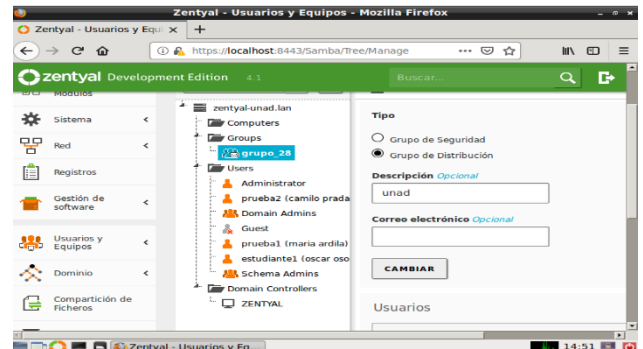 Zentyal - Usuarios y Equipos - Mozilla Firefox
Zentyal - Usuarios y Equi
https://localhost:8443/Samba/Tree/Manage
zentyal Development Edition 4.1
Buscar...
Módulos
Sistema
Red
Registros
Gestión de
software
Usuarios y
Equipos
Dominio
Compartición de
Ficheros
zentyal-unad.lan
Computers
Groups
grupo_28
Users
Administrator
prueba2 (camilo prada
Domain Admins
Guest
prueba1 (maria ardila)
estudiante1 (oscar oso
Schema Admins
Domain Controllers
ZENTYAL
Tipo
Grupo de Seguridad
Grupo de Distribución
Descripción Opcional
unad
Correo electrónico Opcional
CAMBIAR
Usuarios
Zentyal - Usuarios y Eq...
14:51